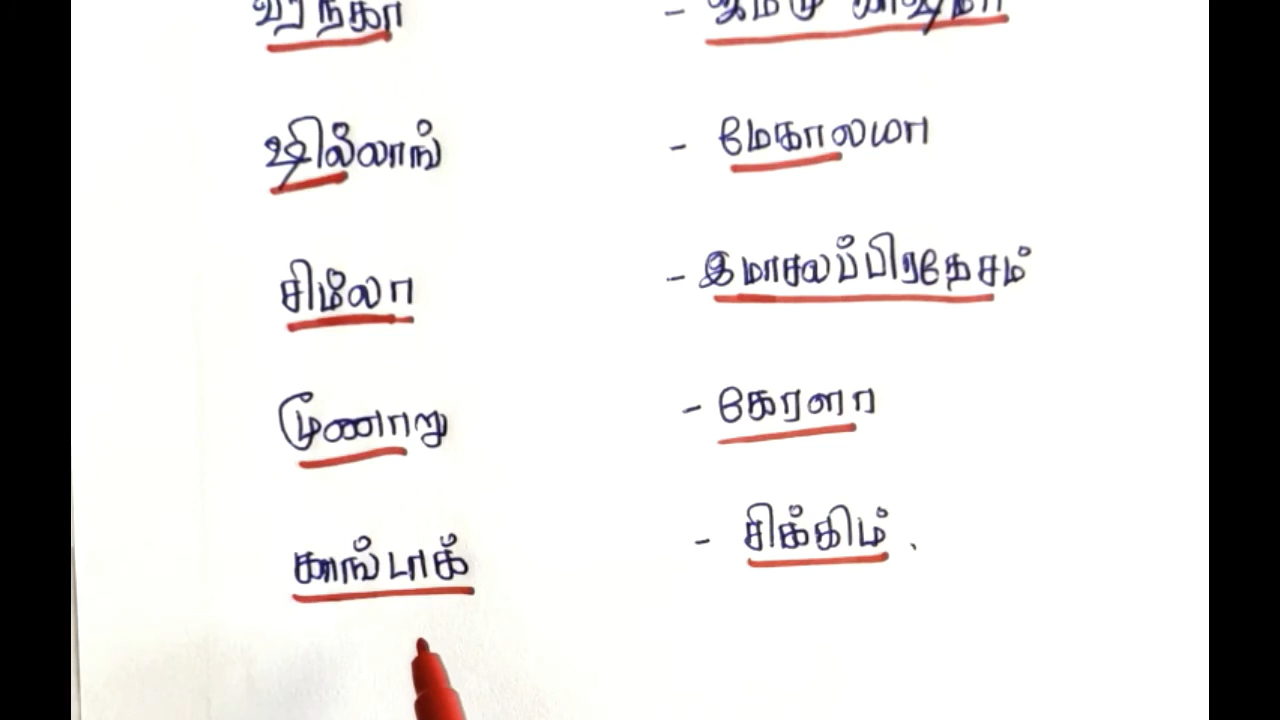 ஷில்லாங் - மேகாலயா
சிம்லா - இமாசலப்பிரதேசம்
மூணாறு - கேரளா
காங்டாக் - சிக்கிம்.